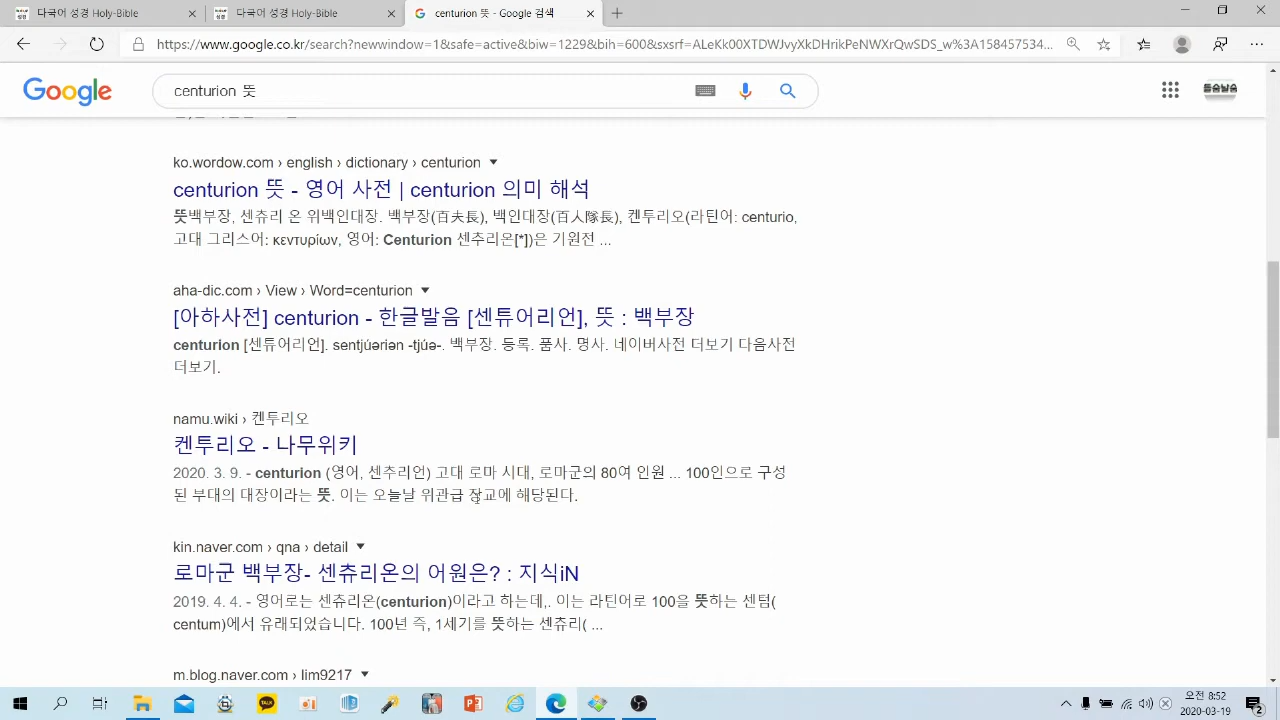 다국어 성경 Holy-Bible
다국어 성경 Holy-Bible
centurion 뜻 - Google 검색
https://www.google.co.kr/search?newwindow=1&safe=active&biw=1229&bih=600&sxsrf=ALeKk00XTDWJvyXkDHrikPeNWXrQwSDS_w%3A158457534...
Google
centurion 뜻
들숨날숨
ko.wordow.com › english › dictionary › centurion
centurion 뜻 - 영어 사전 | centurion 의미 해석
뜻백부장, 센츄리 온 위백인대장. 백부장(百夫長), 백인대장(百人隊長), 켄투리오(라틴어: centurio,
고대 그리스어: κεντυρίων, 영어: Centurion 센추리온[*])은 기원전 ...
aha-dic.com › View › Word=centurion
[아하사전] centurion - 한글발음 [센튜어리언], 뜻 : 백부장
centurion [센튜어리언]. sentjúəriən -tjúə-. 백부장. 등록. 품사. 명사. 네이버사전 더보기 다음사전
더보기.
namu.wiki › 켄투리오
켄투리오 - 나무위키
2020. 3. 9. - centurion (영어, 센추리언) 고대 로마 시대, 로마군의 80여 인원 ... 100인으로 구성
된 부대의 대장이라는 뜻. 이는 오늘날 위관급 장교에 해당된다.
kin.naver.com › qna › detail
로마군 백부장- 센츄리온의 어원은? : 지식iN
2019. 4. 4. - 영어로는 센츄리온(centurion)이라고 하는데,. 이는 라틴어로 100을 뜻하는 센텀(
centum)에서 유래되었습니다. 100년 즉, 1세기를 뜻하는 센츄리( ...
m.blog.naver.com › lim9217
TALK
오전 8:52
2020-03-19
2